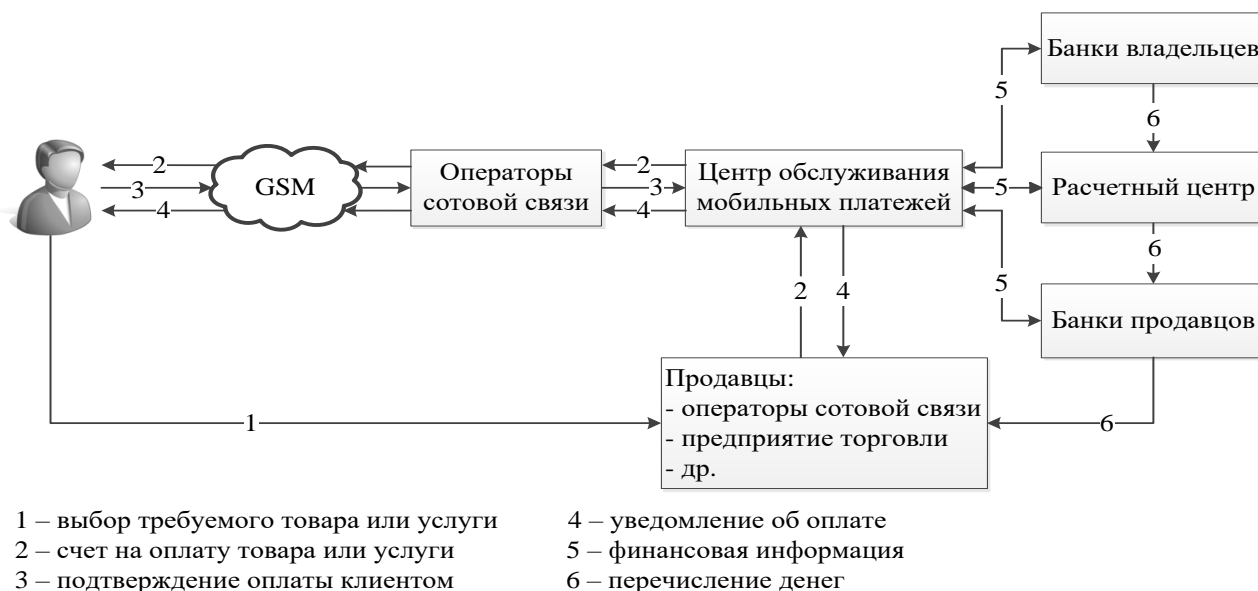 Банки владельцев
5
6
2
3
4
GSM
Операторы
сотовой связи
2
3
4
Центр обслуживания
мобильных платежей
5
Расчетный центр
2
4
5
6
Банки продавцов
Продавцы:
- операторы сотовой связи
- предприятие торговли
- др.
1
6
1 – выбор требуемого товара или услуги
2 – счет на оплату товара или услуги
3 – подтверждение оплаты клиентом
4 – уведомление об оплате
5 – финансовая информация
6 – перечисление денег